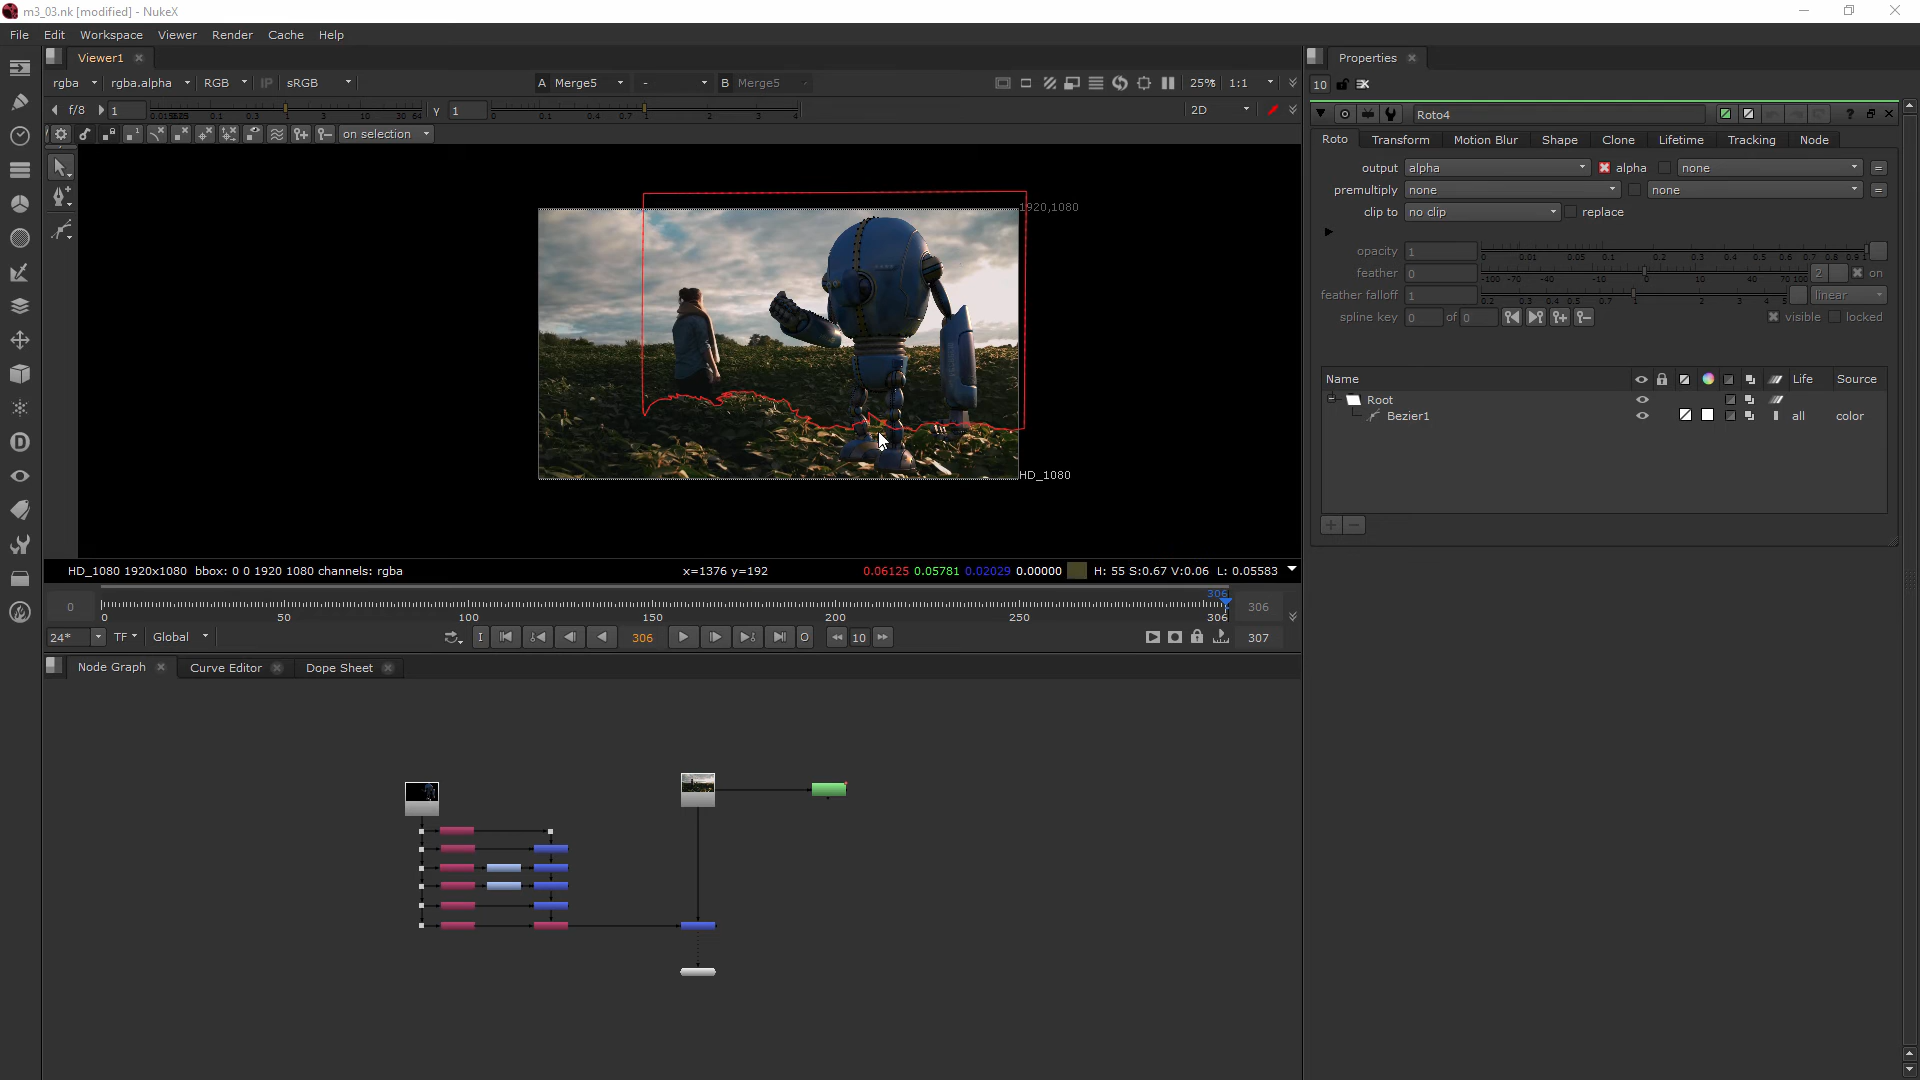 m3_03.nk [modified] - NukeX
File Edit Workspace Viewer Render Cache Help
Viewer1
Properties
rgba rgba.alpha RGB IP sRGB A Merge5 - B Merge5 25% 1:1
10
f/8 1 Y 1 2D
Roto4
on selection
Roto Transform Motion Blur Shape Clone Lifetime Tracking Node
output alpha alpha none =
premultiply none none =
clip to no clip replace
opacity 1
feather 0 2 on
feather falloff 1 linear
spline key 0 of 0 visible locked
1920,1080
HD_1080
Name Life Source
Root
Bezier1 all color
HD_1080 1920x1080 bbox: 0 0 1920 1080 channels: rgba x=1376 y=192 0.06125 0.05781 0.02029 0.00000 H: 55 S:0.67 V:0.06 L: 0.05583
306
0 306
0 50 100 150 200 250 306
24* TF Global I 306 O 10 307
Node Graph Curve Editor Dope Sheet